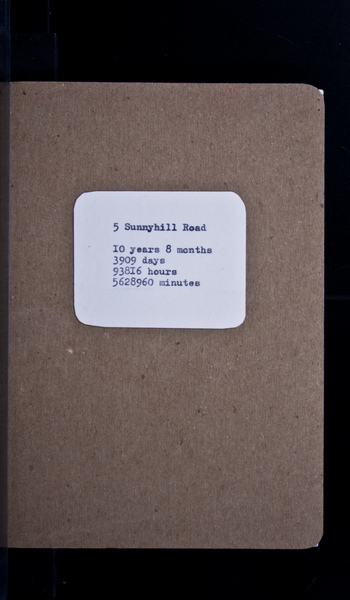 5 Sunnyhill Road
10 years 8 months
3909 days
93816 hours
5628960 minutes